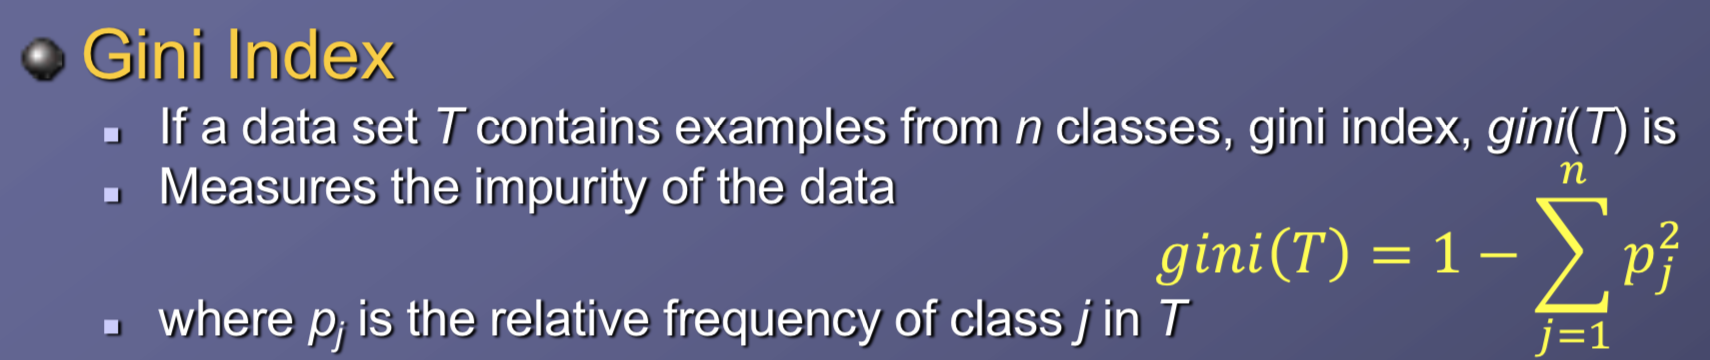 Gini Index
If a data set T contains examples from n classes, gini index, gini(T) is
Measures the impurity of the data
gini(T) = 1 − ∑_{j=1}^{n} p_j^2
where p_j is the relative frequency of class j in T